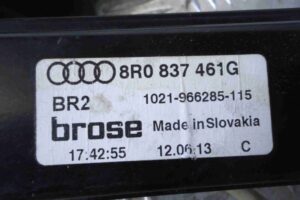 8R0 837 461G
BR2 1021-966285-115
brose Made in Slovakia
17:42:55 12.06.13 C